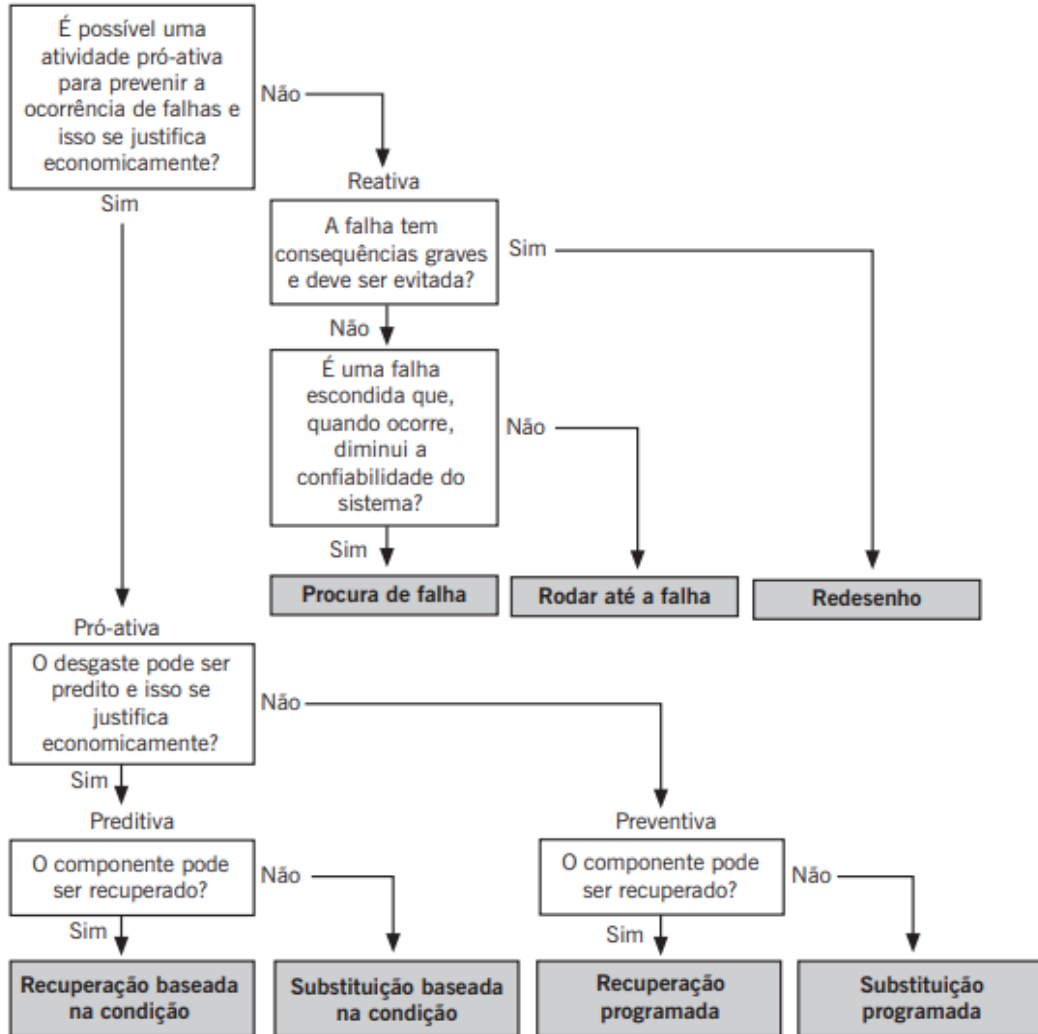 É possível uma
atividade pró-ativa
para prevenir a
ocorrência de falhas e
isso se justifica
economicamente?
Não
Sim
Reativa
A falha tem
consequências graves
e deve ser evitada?
Sim
Não
É uma falha
escondida que,
quando ocorre,
diminui a
confiabilidade do
sistema?
Não
Sim
Procura de falha
Rodar até a falha
Redesenho
Pró-ativa
O desgaste pode ser
predito e isso se
justifica
economicamente?
Não
Sim
Preditiva
O componente pode
ser recuperado?
Não
Sim
Preventiva
O componente pode
ser recuperado?
Não
Sim
Recuperação baseada
na condição
Substituição baseada
na condição
Recuperação
programada
Substituição
programada